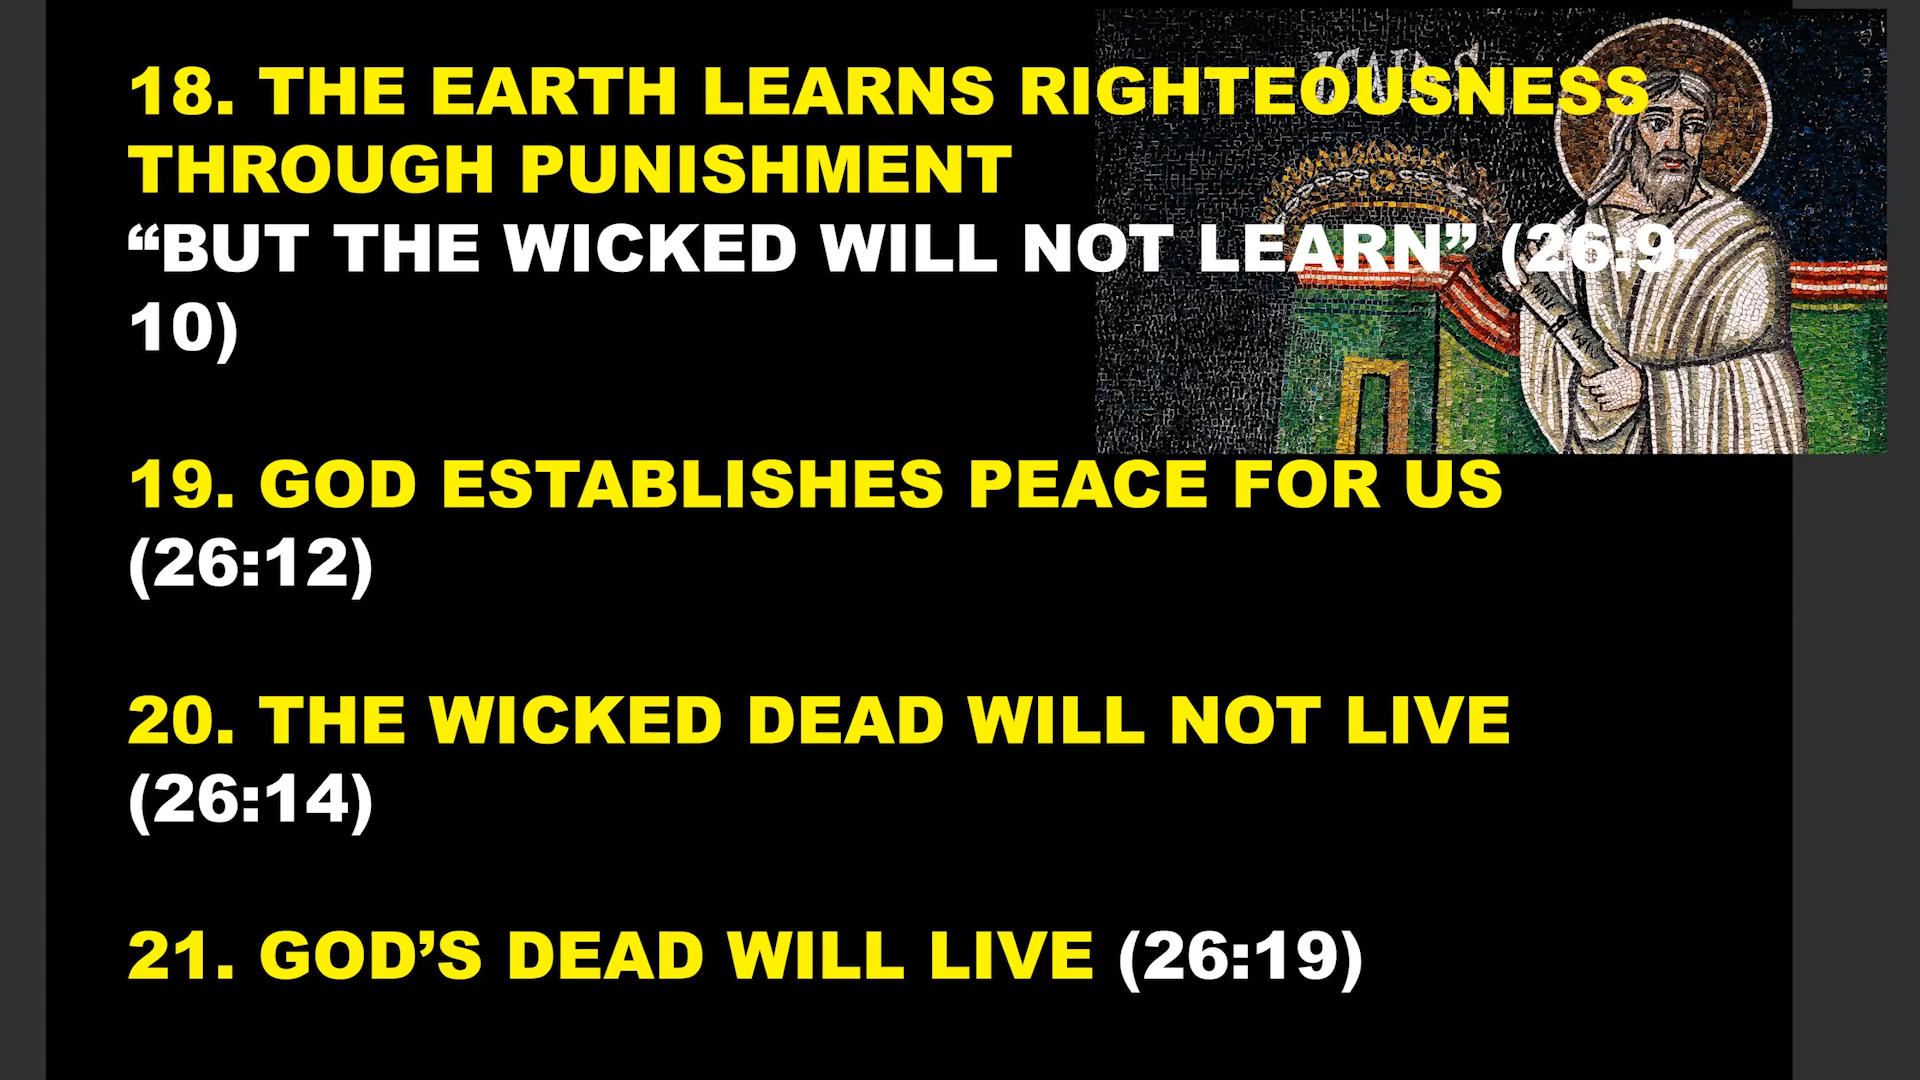 18. THE EARTH LEARNS RIGHTEOUSNESS
THROUGH PUNISHMENT
“BUT THE WICKED WILL NOT LEARN” (26:9-
10)
19. GOD ESTABLISHES PEACE FOR US
(26:12)
20. THE WICKED DEAD WILL NOT LIVE
(26:14)
21. GOD’S DEAD WILL LIVE (26:19)